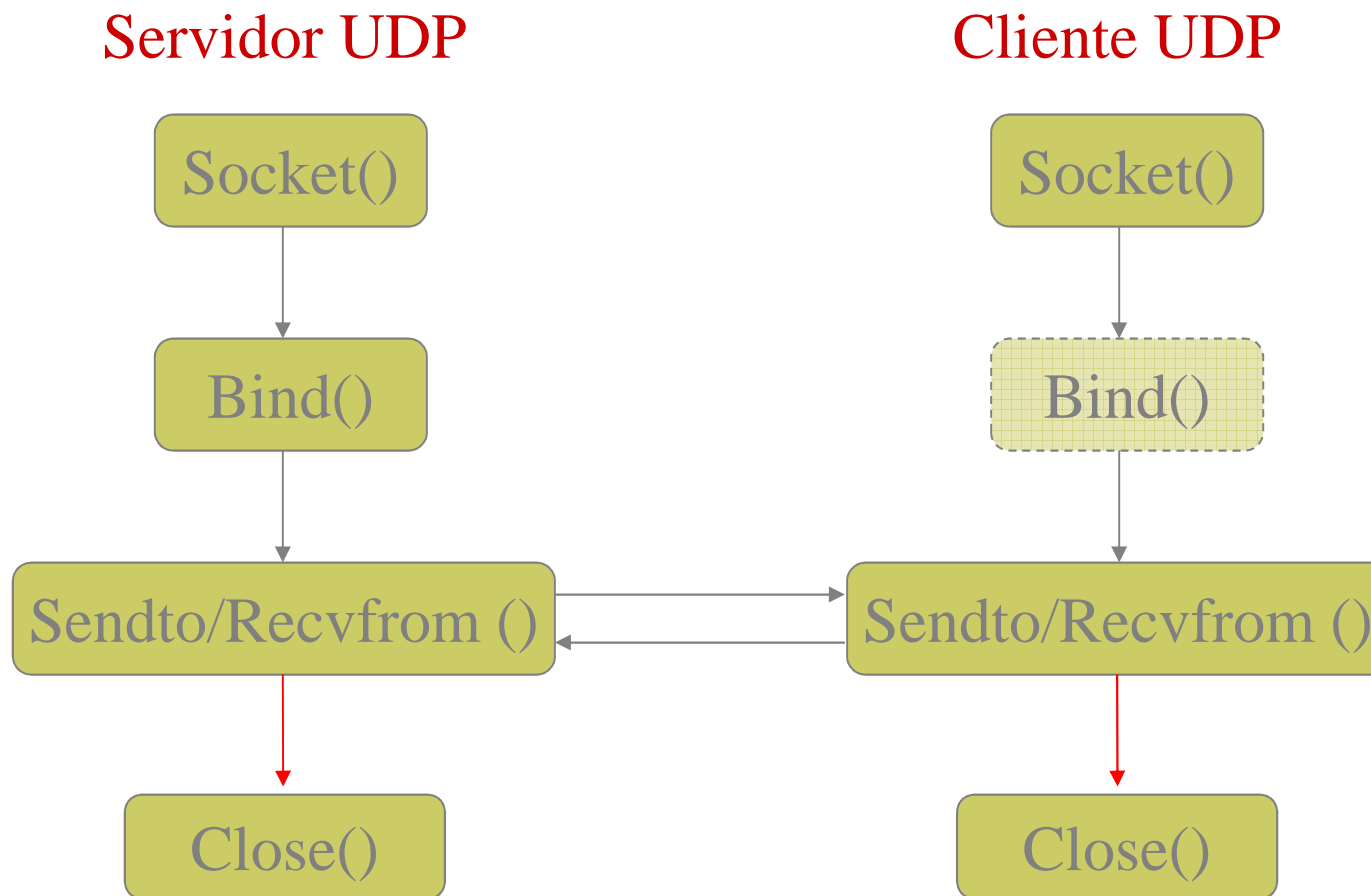 Servidor UDP
Cliente UDP
Socket()
Socket()
Bind()
Bind()
Sendto/Recvfrom ()
Sendto/Recvfrom ()
Close()
Close()